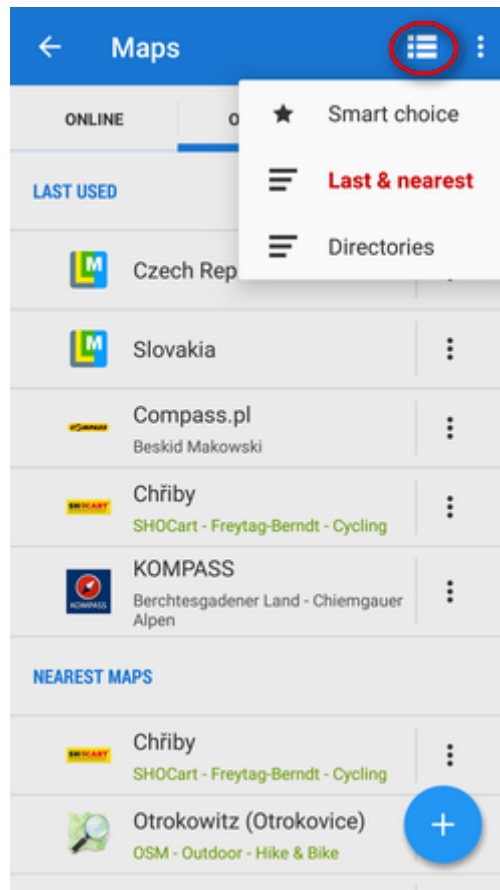 Maps
ONLINE
O
Smart choice
Last & nearest
Directories
LAST USED
Czech Rep
Slovakia
Compass.pl
Beskid Makowski
Chřiby
SHOCart - Freytag-Berndt - Cycling
KOMPASS
KOMPASS
Berchtesgadener Land - Chiemgauer
Alpen
NEAREST MAPS
SHOCART
Chřiby
SHOCart - Freytag-Berndt - Cycling
Otrokowitz (Otrokovice)
OSM - Outdoor - Hike & Bike